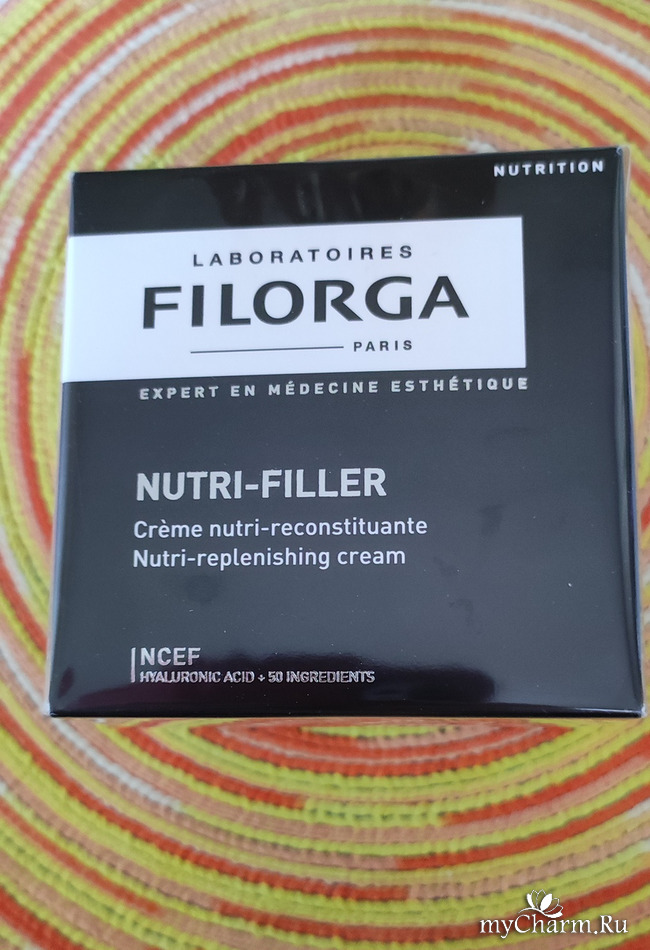 NUTRITION
LABORATOIRES
FILORGA
PARIS
EXPERT EN MÉDECINE ESTHÉTIQUE
NUTRI-FILLER
Crème nutri-reconstituante
Nutri-replenishing cream
NCEF
HYALURONIC ACID + 50 INGREDIENTS
myCharm.Ru